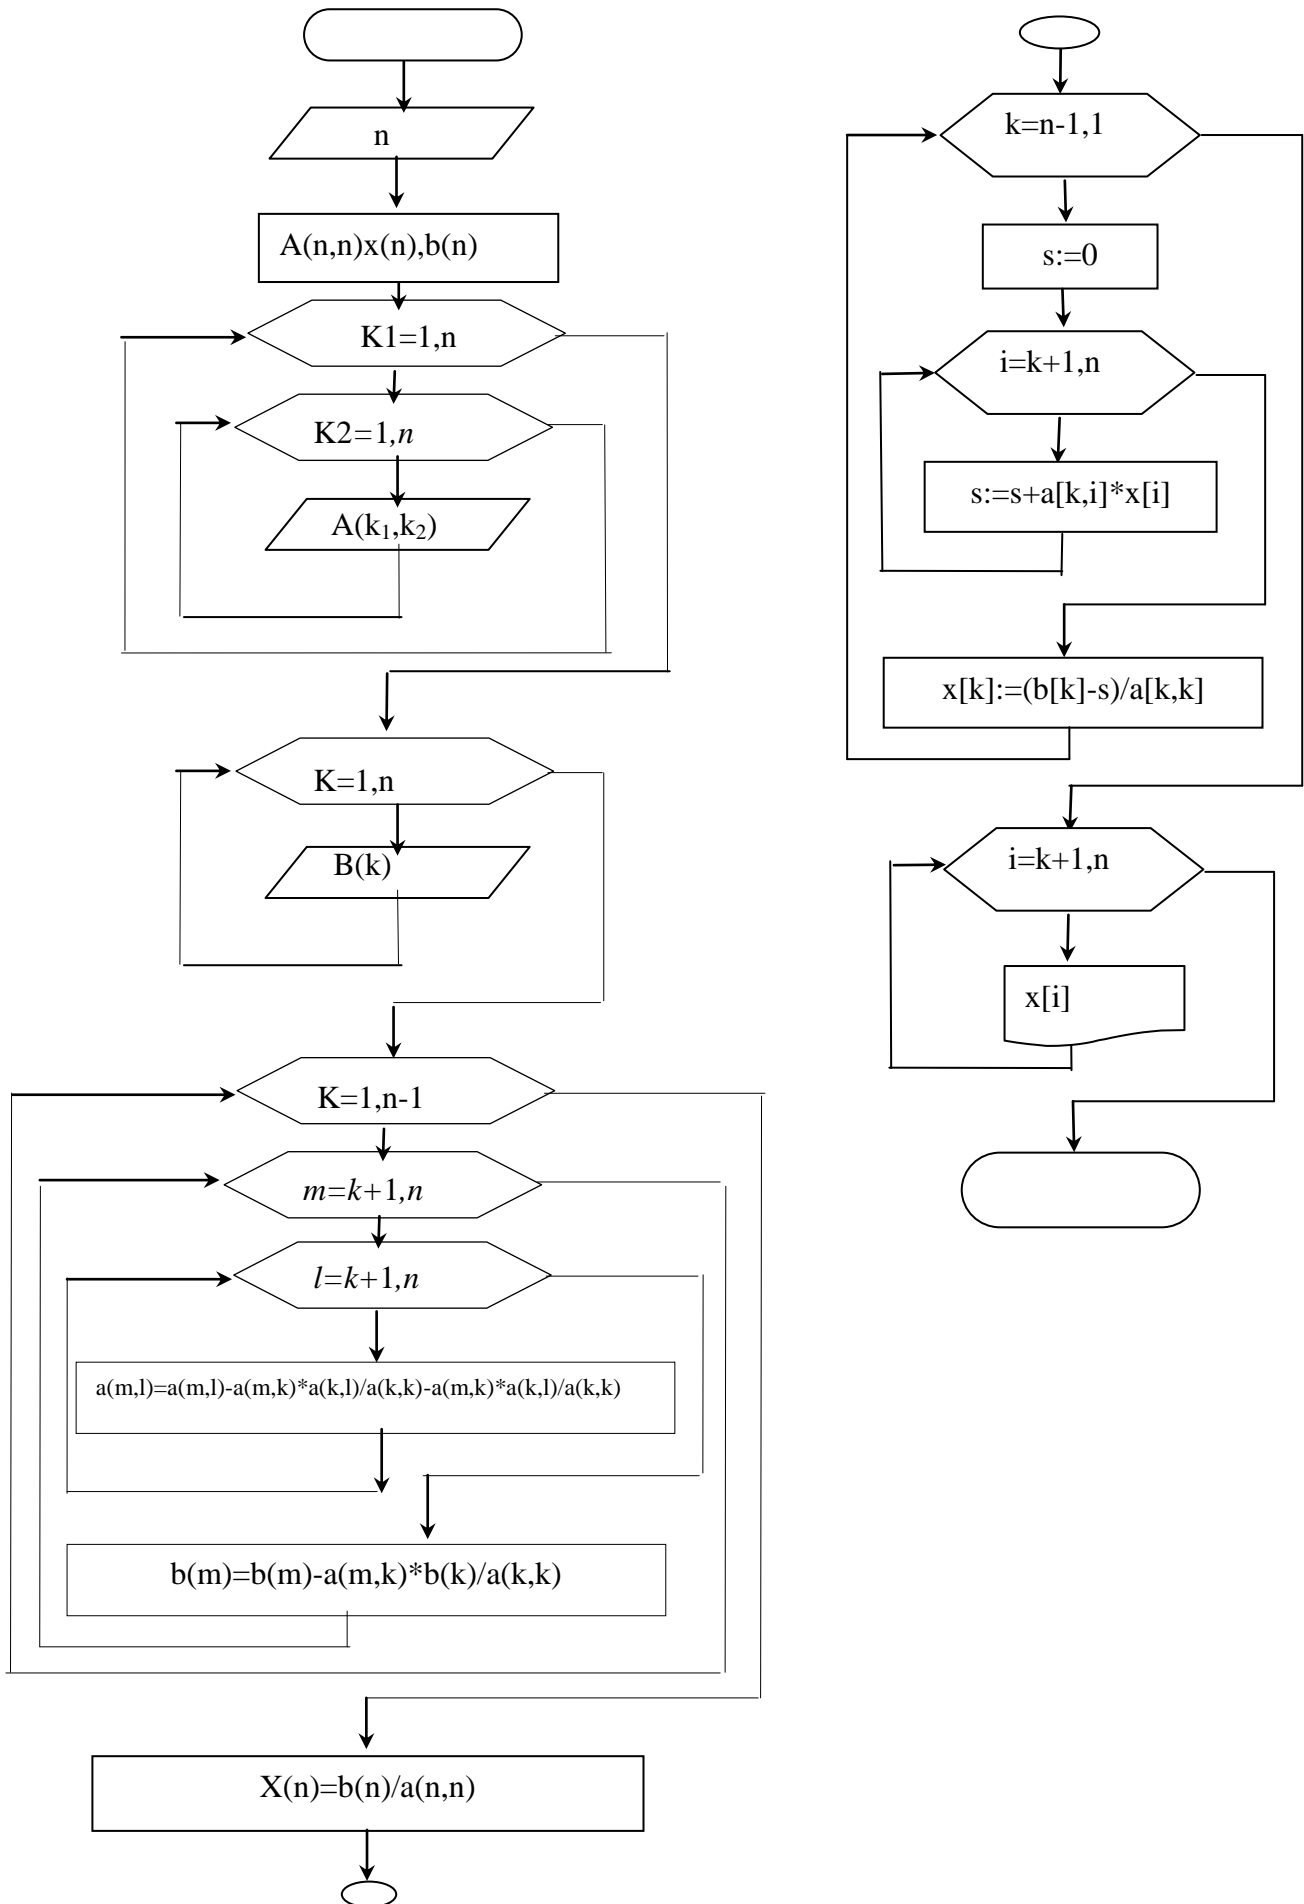 n
A(n,n)x(n),b(n)
K1=1,n
K2=1,n
A(k₁,k₂)
K=1,n
B(k)
K=1,n-1
m=k+1,n
l=k+1,n
a(m,l)=a(m,l)-a(m,k)*a(k,l)/a(k,k)-a(m,k)*a(k,l)/a(k,k)
b(m)=b(m)-a(m,k)*b(k)/a(k,k)
X(n)=b(n)/a(n,n)
k=n-1,1
s:=0
i=k+1,n
s:=s+a[k,i]*x[i]
x[k]:=(b[k]-s)/a[k,k]
i=k+1,n
x[i]